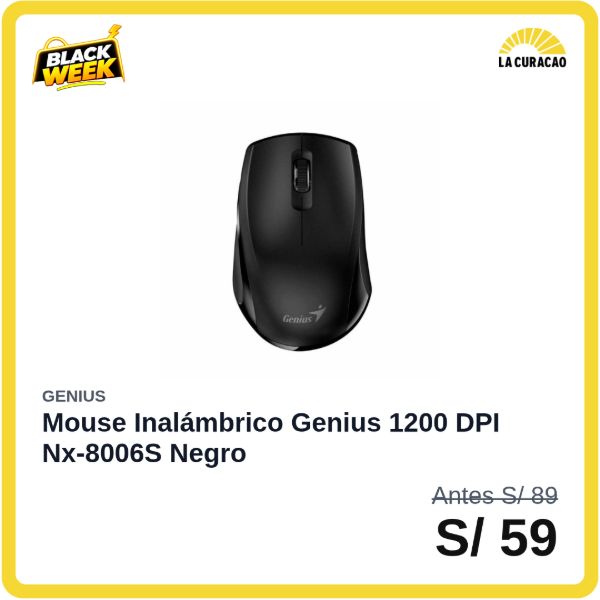 BLACK
WEEK
LA CURACAO
Genius
GENIUS
Mouse Inalámbrico Genius 1200 DPI
Nx-8006S Negro
Antes S/ 89
S/ 59